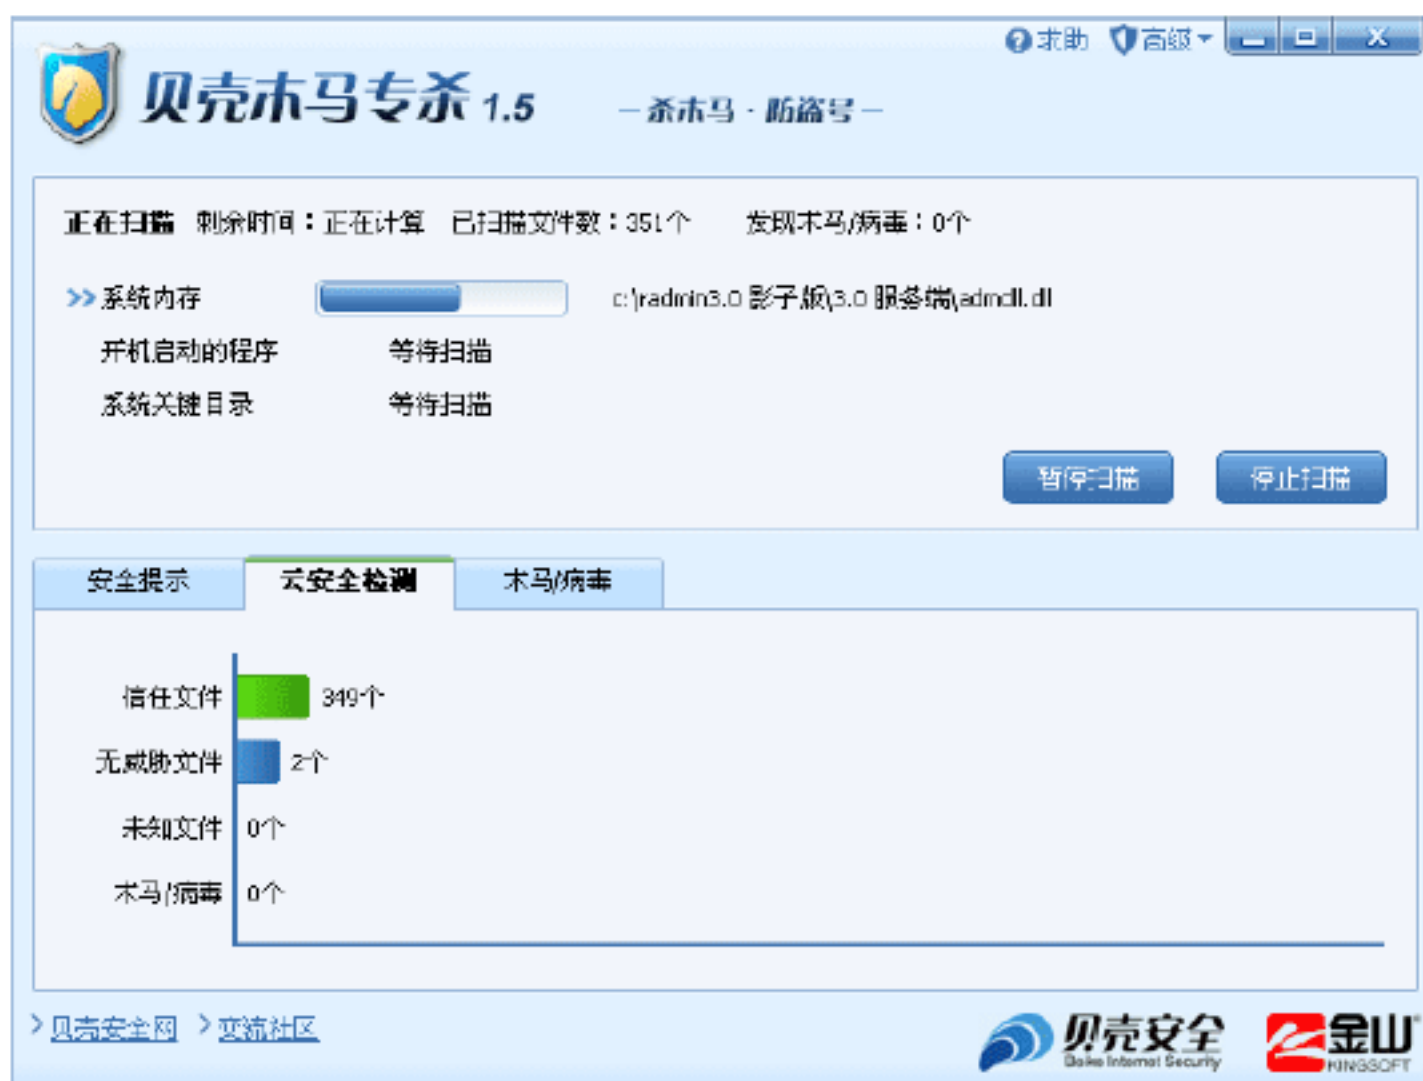 求助 高级
贝壳木马专杀 1.5 -杀木马·防盗号-
正在扫描 剩余时间：正在计算 已扫描文件数：351个 发现木马/病毒：0个
>> 系统内存 c:\radmin3.0 影子版\3.0 服务端\admdll.dll
开机启动的程序 等待扫描
系统关键目录 等待扫描
暂停扫描 停止扫描
安全提示 云安全检测 木马/病毒
信任文件 349个
无威胁文件 2个
未知文件 0个
木马/病毒 0个
贝壳安全网 交流社区
贝壳安全 金山
Beike Internet Security KINGSOFT